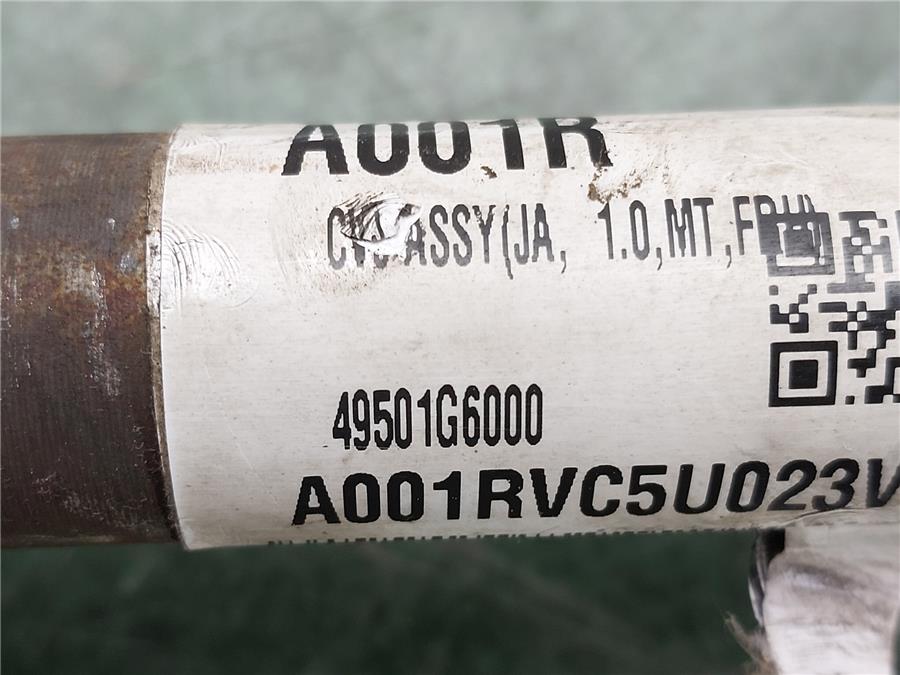 A001R
ASSY(JA, 1.0,MT,F
49501G6000
A001RVC5U023V